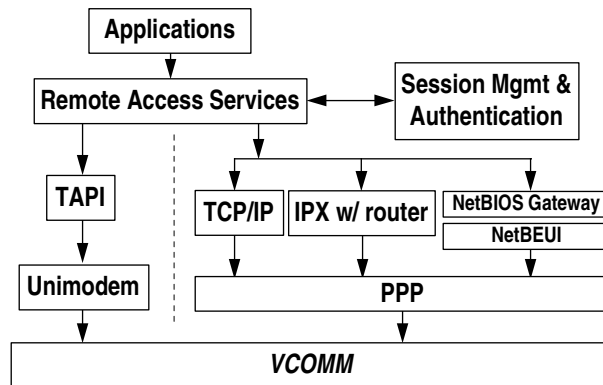 Applications
Remote Access Services
Session Mgmt &
Authentication
TAPI
TCP/IP
IPX w/ router
NetBIOS Gateway
NetBEUI
Unimodem
PPP
VCOMM